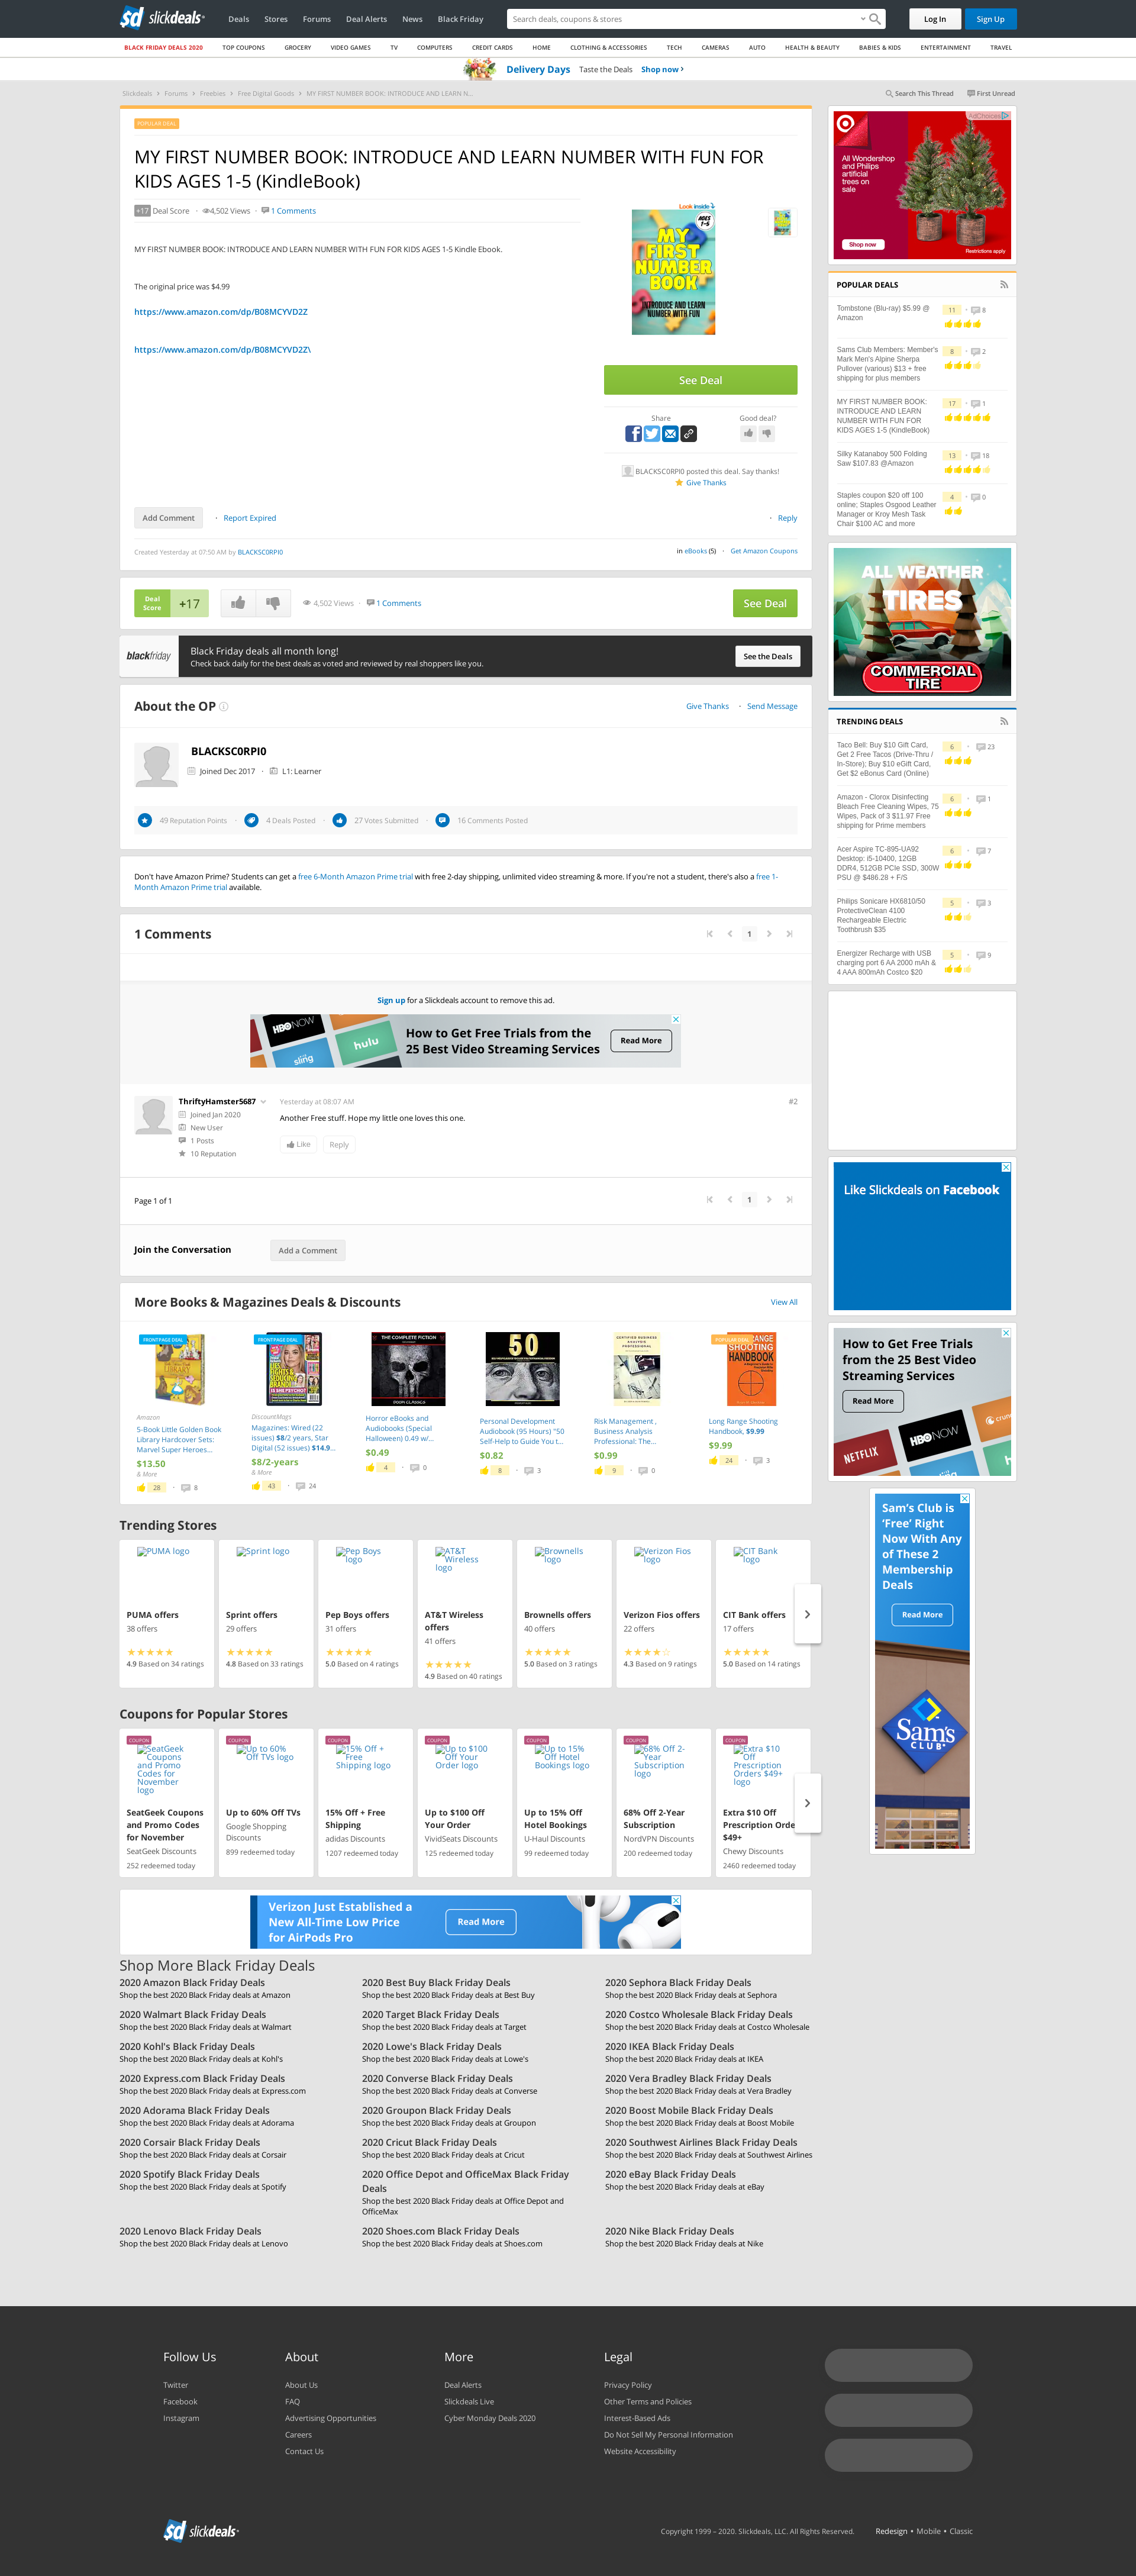 sd slickdeals
Deals Stores Forums Deal Alerts News Black Friday
Search deals, coupons & stores
Log In Sign Up
BLACK FRIDAY DEALS 2020 TOP COUPONS GROCERY VIDEO GAMES TV COMPUTERS CREDIT CARDS HOME CLOTHING & ACCESSORIES TECH CAMERAS AUTO HEALTH & BEAUTY BABIES & KIDS ENTERTAINMENT TRAVEL
Delivery Days Taste the Deals Shop now ›
Slickdeals › Forums › Freebies › Free Digital Goods › MY FIRST NUMBER BOOK: INTRODUCE AND LEARN N...
Search This Thread First Unread
POPULAR DEAL
MY FIRST NUMBER BOOK: INTRODUCE AND LEARN NUMBER WITH FUN FOR
KIDS AGES 1-5 (KindleBook)
+17 Deal Score · 4,502 Views · 1 Comments
MY FIRST NUMBER BOOK: INTRODUCE AND LEARN NUMBER WITH FUN FOR KIDS AGES 1-5 Kindle Ebook.
The original price was $4.99
https://www.amazon.com/dp/B08MCYVD2Z
https://www.amazon.com/dp/B08MCYVD2Z\
Look inside
AGES 1-5
MY
FIRST
NUMBER
BOOK
INTRODUCE AND LEARN
NUMBER WITH FUN
See Deal
Share Good deal?
BLACKSC0RPI0 posted this deal. Say thanks!
Give Thanks
Add Comment · Report Expired · Reply
Created Yesterday at 07:50 AM by BLACKSC0RPI0
in eBooks (5) · Get Amazon Coupons
Deal
Score
+17
4,502 Views · 1 Comments
See Deal
blackfriday
Black Friday deals all month long!
Check back daily for the best deals as voted and reviewed by real shoppers like you.
See the Deals
About the OP
Give Thanks · Send Message
BLACKSC0RPI0
Joined Dec 2017 · L1: Learner
49 Reputation Points · 4 Deals Posted · 27 Votes Submitted · 16 Comments Posted
Don't have Amazon Prime? Students can get a free 6-Month Amazon Prime trial with free 2-day shipping, unlimited video streaming & more. If you're not a student, there's also a free 1-
Month Amazon Prime trial available.
1 Comments
1
Sign up for a Slickdeals account to remove this ad.
HBO NOW
sling
hulu
How to Get Free Trials from the
25 Best Video Streaming Services
Read More
ThriftyHamster5687
Joined Jan 2020
New User
1 Posts
10 Reputation
Yesterday at 08:07 AM
#2
Another Free stuff. Hope my little one loves this one.
Like Reply
Page 1 of 1
1
Join the Conversation
Add a Comment
More Books & Magazines Deals & Discounts
View All
FRONTPAGE DEAL
Amazon
5-Book Little Golden Book
Library Hardcover Sets:
Marvel Super Heroes...
$13.50
& More
28 · 8
FRONTPAGE DEAL
DiscountMags
Magazines: Wired (22
issues) $8/2 years, Star
Digital (52 issues) $14.9...
$8/2-years
& More
43 · 24
THE COMPLETE FICTION
Horror eBooks and
Audiobooks (Special
Halloween) 0.49 w/...
$0.49
4 · 0
50
Personal Development
Audiobook (95 Hours) "50
Self-Help to Guide You t...
$0.82
8 · 3
CERTIFIED BUSINESS
ANALYSIS
PROFESSIONAL
Risk Management ,
Business Analysis
Professional: The...
$0.99
9 · 0
POPULAR DEAL
RANGE
SHOOTING
HANDBOOK
Long Range Shooting
Handbook, $9.99
$9.99
24 · 3
Trending Stores
PUMA logo
PUMA offers
38 offers
4.9 Based on 34 ratings
Sprint logo
Sprint offers
29 offers
4.8 Based on 33 ratings
Pep Boys
logo
Pep Boys offers
31 offers
5.0 Based on 4 ratings
AT&T
Wireless
logo
AT&T Wireless
offers
41 offers
4.9 Based on 40 ratings
Brownells
logo
Brownells offers
40 offers
5.0 Based on 3 ratings
Verizon Fios
logo
Verizon Fios offers
22 offers
4.3 Based on 9 ratings
CIT Bank
logo
CIT Bank offers
17 offers
5.0 Based on 14 ratings
Coupons for Popular Stores
COUPON
SeatGeek
Coupons
and Promo
Codes for
November
logo
SeatGeek Coupons
and Promo Codes
for November
SeatGeek Discounts
252 redeemed today
COUPON
Up to 60%
Off TVs logo
Up to 60% Off TVs
Google Shopping
Discounts
899 redeemed today
COUPON
15% Off +
Free
Shipping logo
15% Off + Free
Shipping
adidas Discounts
1207 redeemed today
COUPON
Up to $100
Off Your
Order logo
Up to $100 Off
Your Order
VividSeats Discounts
125 redeemed today
COUPON
Up to 15%
Off Hotel
Bookings logo
Up to 15% Off
Hotel Bookings
U-Haul Discounts
99 redeemed today
COUPON
68% Off 2-
Year
Subscription
logo
68% Off 2-Year
Subscription
NordVPN Discounts
200 redeemed today
COUPON
Extra $10
Off
Prescription
Orders $49+
logo
Extra $10 Off
Prescription Orde
$49+
Chewy Discounts
2460 redeemed today
Verizon Just Established a
New All-Time Low Price
for AirPods Pro
Read More
Shop More Black Friday Deals
2020 Amazon Black Friday Deals
Shop the best 2020 Black Friday deals at Amazon
2020 Best Buy Black Friday Deals
Shop the best 2020 Black Friday deals at Best Buy
2020 Sephora Black Friday Deals
Shop the best 2020 Black Friday deals at Sephora
2020 Walmart Black Friday Deals
Shop the best 2020 Black Friday deals at Walmart
2020 Target Black Friday Deals
Shop the best 2020 Black Friday deals at Target
2020 Costco Wholesale Black Friday Deals
Shop the best 2020 Black Friday deals at Costco Wholesale
2020 Kohl's Black Friday Deals
Shop the best 2020 Black Friday deals at Kohl's
2020 Lowe's Black Friday Deals
Shop the best 2020 Black Friday deals at Lowe's
2020 IKEA Black Friday Deals
Shop the best 2020 Black Friday deals at IKEA
2020 Express.com Black Friday Deals
Shop the best 2020 Black Friday deals at Express.com
2020 Converse Black Friday Deals
Shop the best 2020 Black Friday deals at Converse
2020 Vera Bradley Black Friday Deals
Shop the best 2020 Black Friday deals at Vera Bradley
2020 Adorama Black Friday Deals
Shop the best 2020 Black Friday deals at Adorama
2020 Groupon Black Friday Deals
Shop the best 2020 Black Friday deals at Groupon
2020 Boost Mobile Black Friday Deals
Shop the best 2020 Black Friday deals at Boost Mobile
2020 Corsair Black Friday Deals
Shop the best 2020 Black Friday deals at Corsair
2020 Cricut Black Friday Deals
Shop the best 2020 Black Friday deals at Cricut
2020 Southwest Airlines Black Friday Deals
Shop the best 2020 Black Friday deals at Southwest Airlines
2020 Spotify Black Friday Deals
Shop the best 2020 Black Friday deals at Spotify
2020 Office Depot and OfficeMax Black Friday
Deals
Shop the best 2020 Black Friday deals at Office Depot and
OfficeMax
2020 eBay Black Friday Deals
Shop the best 2020 Black Friday deals at eBay
2020 Lenovo Black Friday Deals
Shop the best 2020 Black Friday deals at Lenovo
2020 Shoes.com Black Friday Deals
Shop the best 2020 Black Friday deals at Shoes.com
2020 Nike Black Friday Deals
Shop the best 2020 Black Friday deals at Nike
AdChoices
All Wondershop
and Philips
artificial
trees on
sale
Shop now
Restrictions apply
POPULAR DEALS
Tombstone (Blu-ray) $5.99 @
Amazon
11 · 8
Sams Club Members: Member's
Mark Men's Alpine Sherpa
Pullover (various) $13 + free
shipping for plus members
8 · 2
MY FIRST NUMBER BOOK:
INTRODUCE AND LEARN
NUMBER WITH FUN FOR
KIDS AGES 1-5 (KindleBook)
17 · 1
Silky Katanaboy 500 Folding
Saw $107.83 @Amazon
13 · 18
Staples coupon $20 off 100
online; Staples Osgood Leather
Manager or Kroy Mesh Task
Chair $100 AC and more
4 · 0
ALL WEATHER
TIRES
COMMERCIAL
TIRE
TRENDING DEALS
Taco Bell: Buy $10 Gift Card,
Get 2 Free Tacos (Drive-Thru /
In-Store); Buy $10 eGift Card,
Get $2 eBonus Card (Online)
6 · 23
Amazon - Clorox Disinfecting
Bleach Free Cleaning Wipes, 75
Wipes, Pack of 3 $11.97 Free
shipping for Prime members
6 · 1
Acer Aspire TC-895-UA92
Desktop: i5-10400, 12GB
DDR4, 512GB PCIe SSD, 300W
PSU @ $486.28 + F/S
6 · 7
Philips Sonicare HX6810/50
ProtectiveClean 4100
Rechargeable Electric
Toothbrush $35
5 · 3
Energizer Recharge with USB
charging port 6 AA 2000 mAh &
4 AAA 800mAh Costco $20
5 · 9
Like Slickdeals on Facebook
How to Get Free Trials
from the 25 Best Video
Streaming Services
Read More
NETFLIX
HBO NOW
crunchy
Sam's Club is
'Free' Right
Now With Any
of These 2
Membership
Deals
Read More
Sam's
CLUB
Follow Us
Twitter
Facebook
Instagram
About
About Us
FAQ
Advertising Opportunities
Careers
Contact Us
More
Deal Alerts
Slickdeals Live
Cyber Monday Deals 2020
Legal
Privacy Policy
Other Terms and Policies
Interest-Based Ads
Do Not Sell My Personal Information
Website Accessibility
sd slickdeals
Copyright 1999 – 2020. Slickdeals, LLC. All Rights Reserved. Redesign • Mobile • Classic